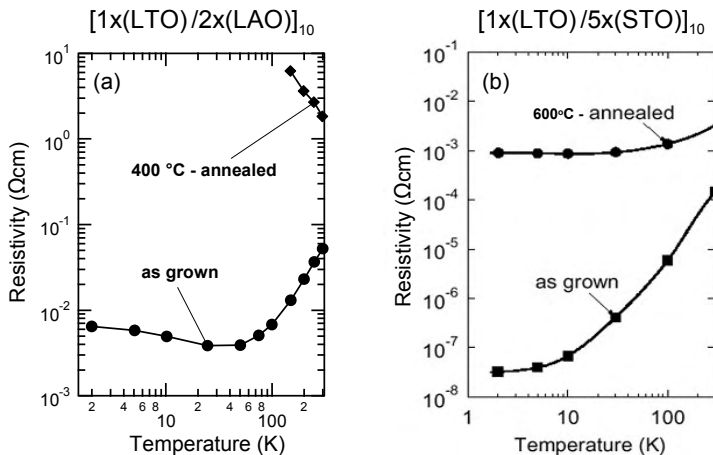 [1x(LTO)/2x(LAO)]10
[1x(LTO)/5x(STO)]10
(a)
10^1
10^0
10^-1
10^-2
10^-3
Resistivity (Ωcm)
400 °C - annealed
as grown
2 4 6 8 10 2 4 6 8 100 2
Temperature (K)
(b)
10^-1
10^-2
10^-3
10^-4
10^-5
10^-6
10^-7
10^-8
Resistivity (Ωcm)
600°C - annealed
as grown
1 10 100
Temperature (K)